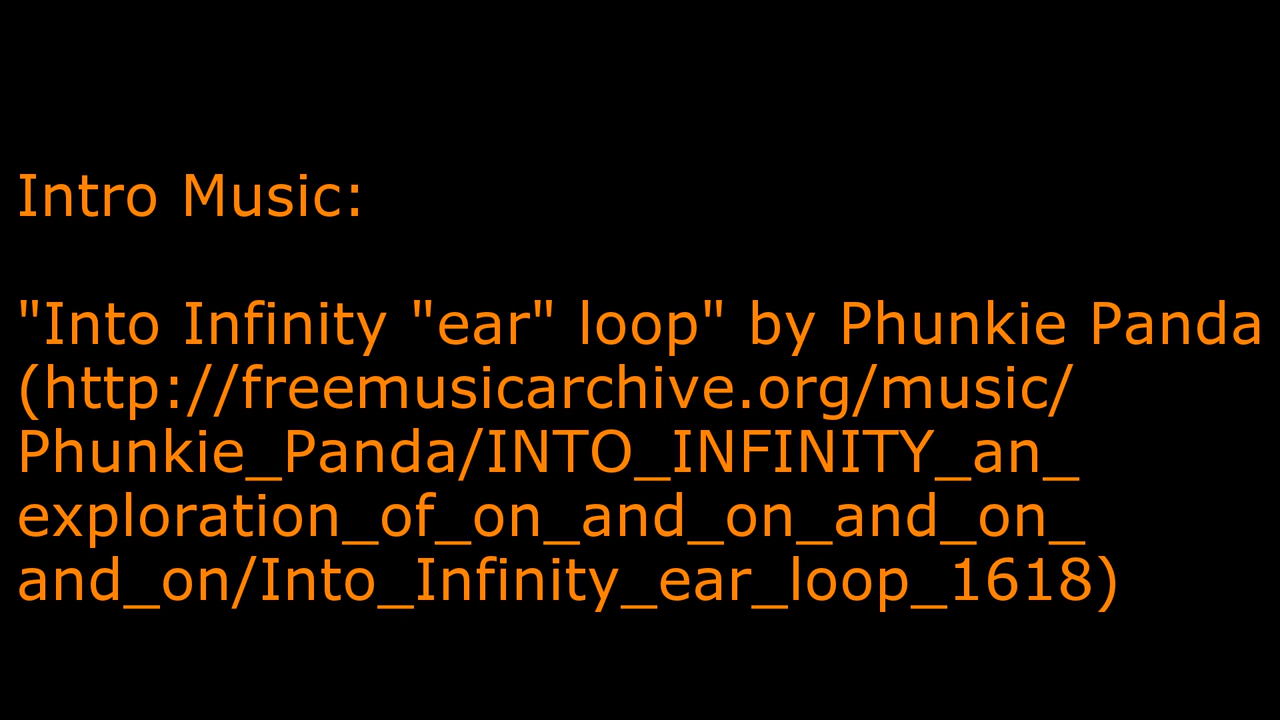 Intro Music:
"Into Infinity "ear" loop" by Phunkie Panda
(http://freemusicarchive.org/music/
Phunkie_Panda/INTO_INFINITY_an_
exploration_of_on_and_on_and_on_
and_on/Into_Infinity_ear_loop_1618)